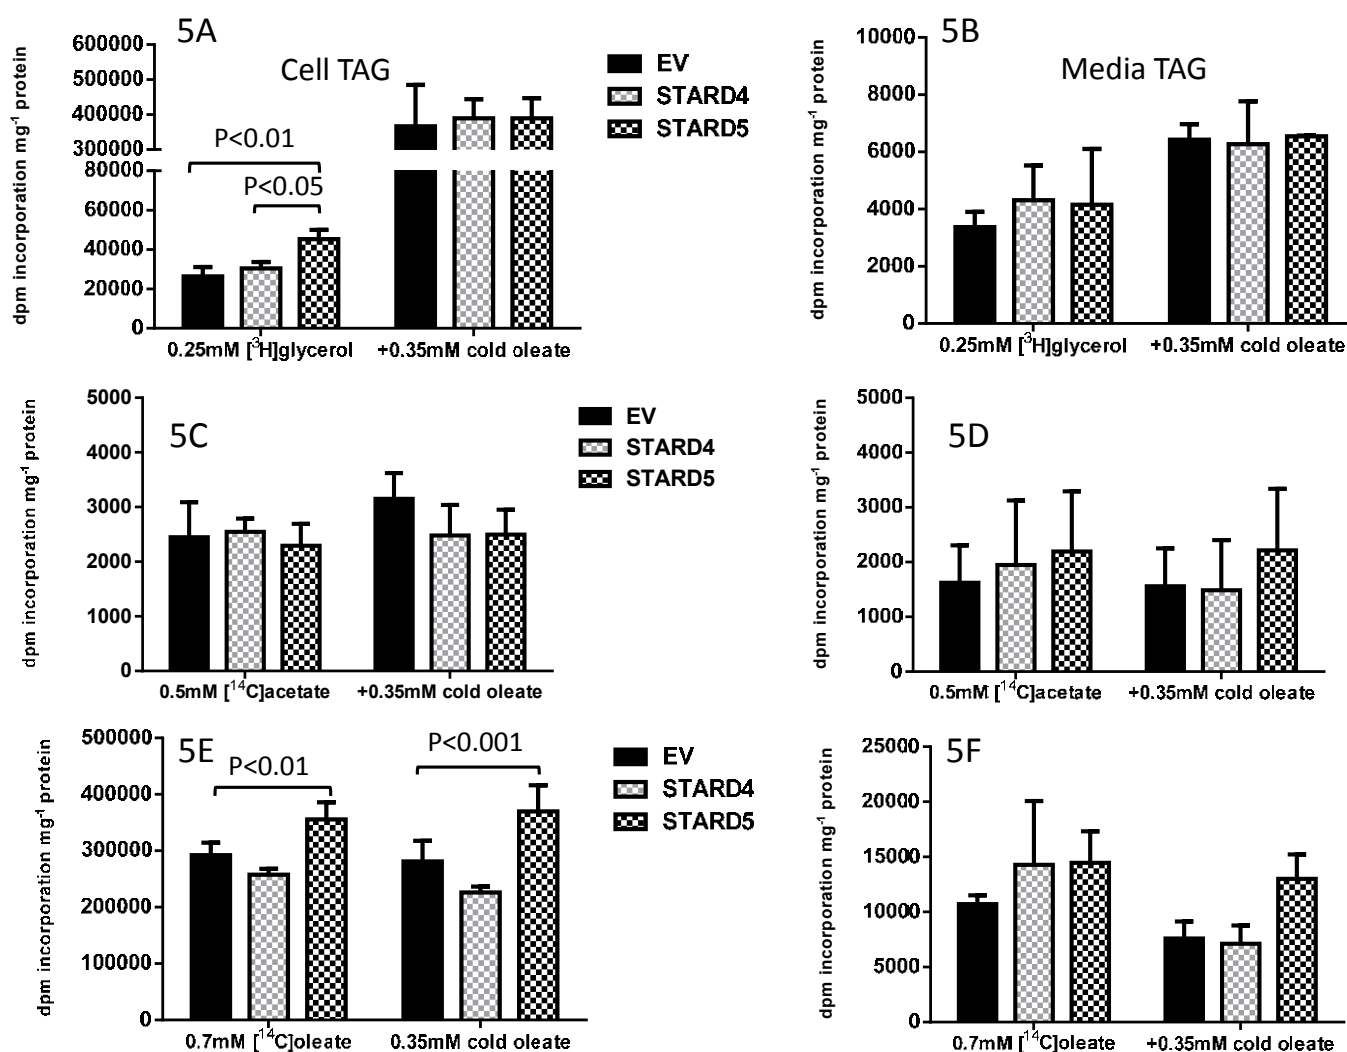 5A
Cell TAG
dpm incorporation mg⁻¹ protein
600000
500000
400000
300000
80000
60000
40000
20000
0
P<0.01
P<0.05
0.25mM [³H]glycerol
+0.35mM cold oleate
EV
STARD4
STARD5
5B
Media TAG
dpm incorporation mg⁻¹ protein
10000
8000
6000
4000
2000
0
0.25mM [³H]glycerol
+0.35mM cold oleate
5C
dpm incorporation mg⁻¹ protein
5000
4000
3000
2000
1000
0
0.5mM [¹⁴C]acetate
+0.35mM cold oleate
EV
STARD4
STARD5
5D
dpm incorporation mg⁻¹ protein
5000
4000
3000
2000
1000
0
0.5mM [¹⁴C]acetate
+0.35mM cold oleate
5E
dpm incorporation mg⁻¹ protein
500000
400000
300000
200000
100000
0
P<0.01
P<0.001
0.7mM [¹⁴C]oleate
0.35mM cold oleate
EV
STARD4
STARD5
5F
dpm incorporation mg⁻¹ protein
25000
20000
15000
10000
5000
0
0.7mM [¹⁴C]oleate
+0.35mM cold oleate